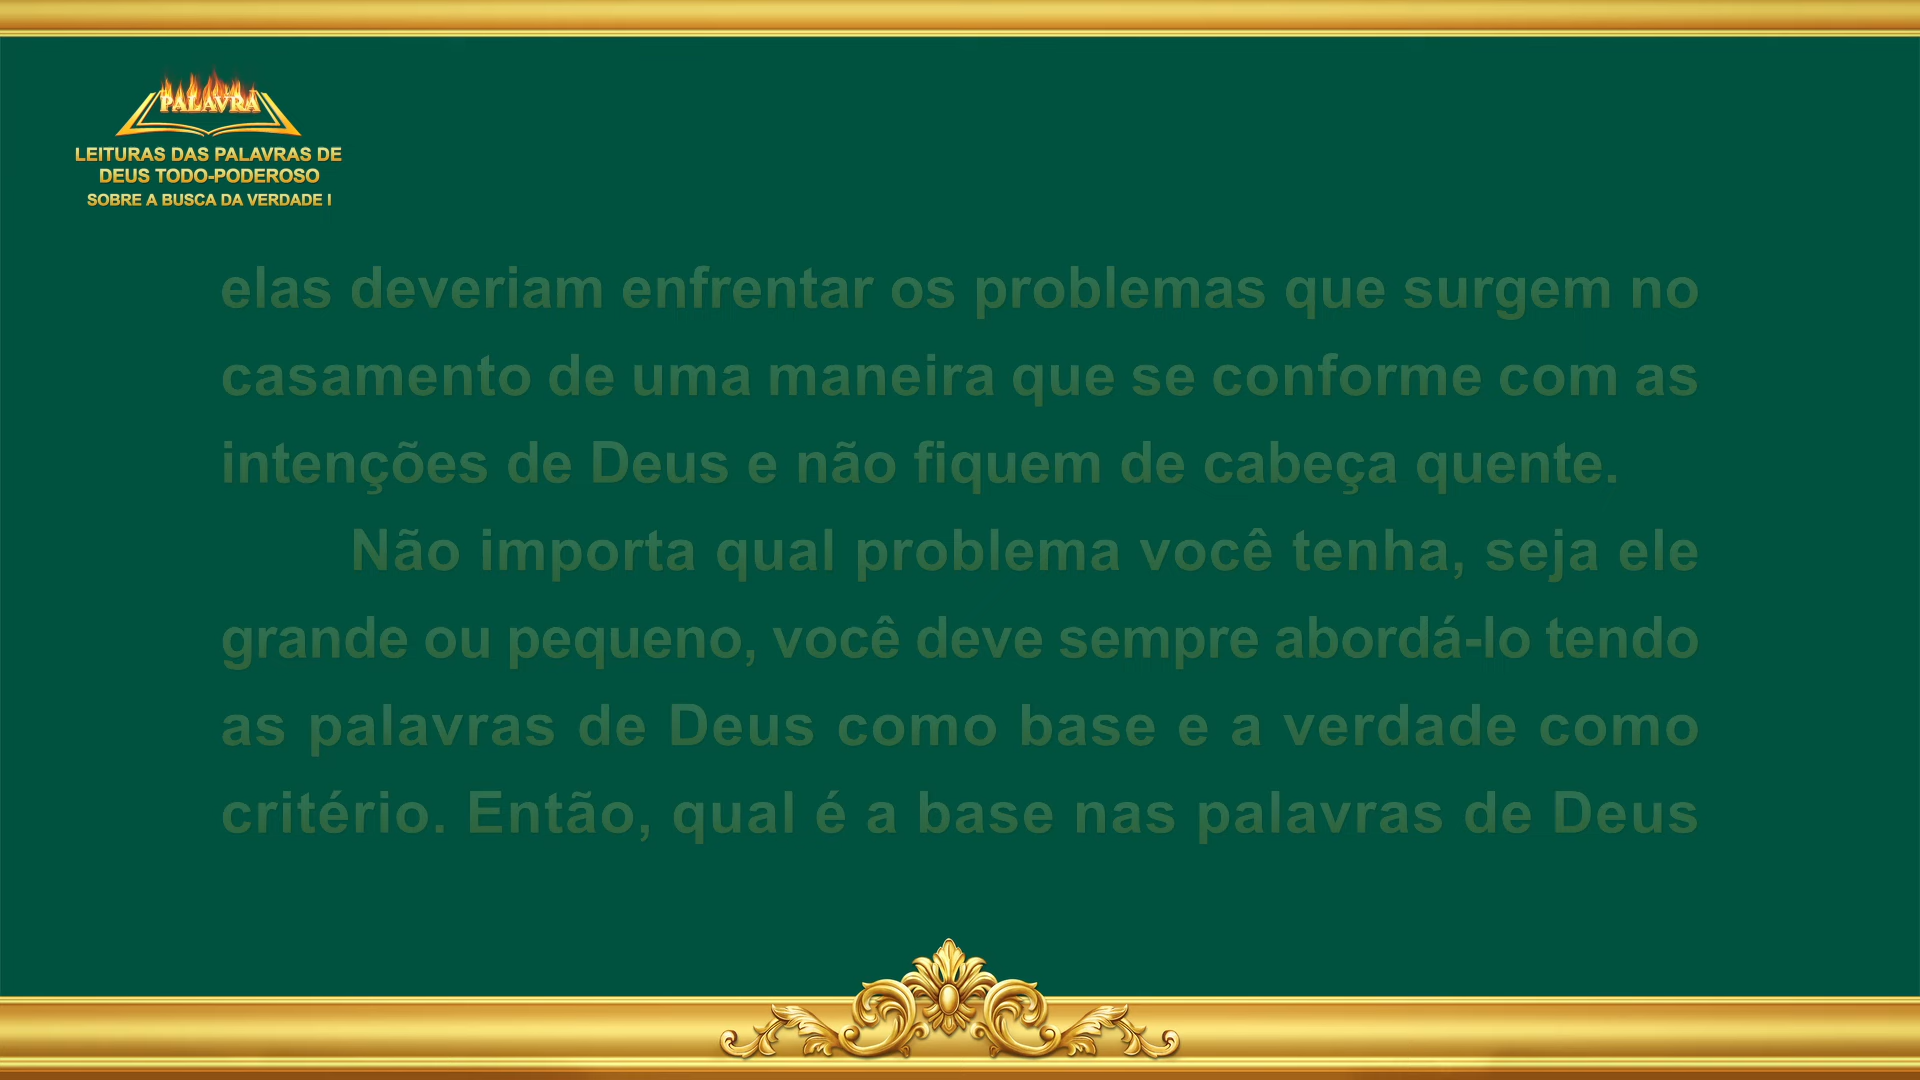 PALAVRA
LEITURAS DAS PALAVRAS DE
DEUS TODO-PODEROSO
SOBRE A BUSCA DA VERDADE I
elas deveriam enfrentar os problemas que surgem no
casamento de uma maneira que se conforme com as
intenções de Deus e não fiquem de cabeça quente.
Não importa qual problema você tenha, seja ele
grande ou pequeno, você deve sempre abordá-lo tendo
as palavras de Deus como base e a verdade como
critério. Então, qual é a base nas palavras de Deus